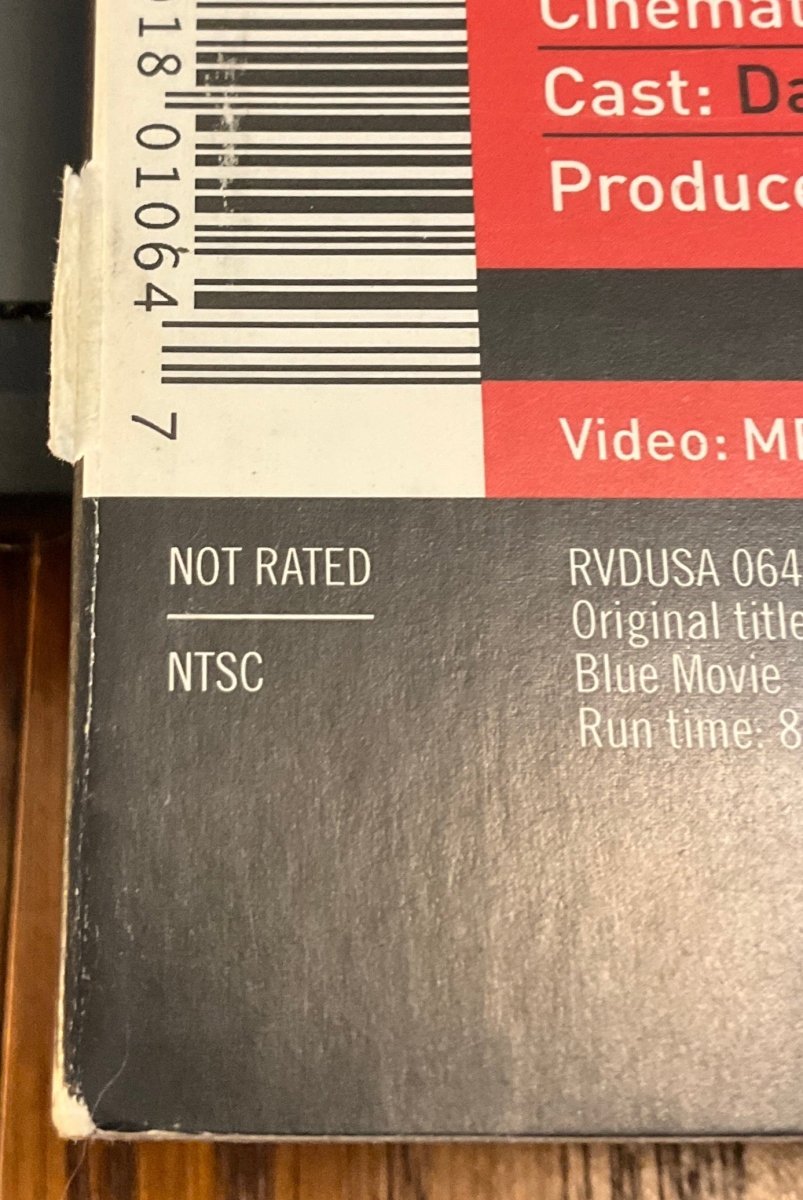 18 01064 7
Cinemat
Cast: Da
Produc
Video: M
NOT RATED
NTSC
RVDUSA 064
Original title
Blue Movie
Run time: 8